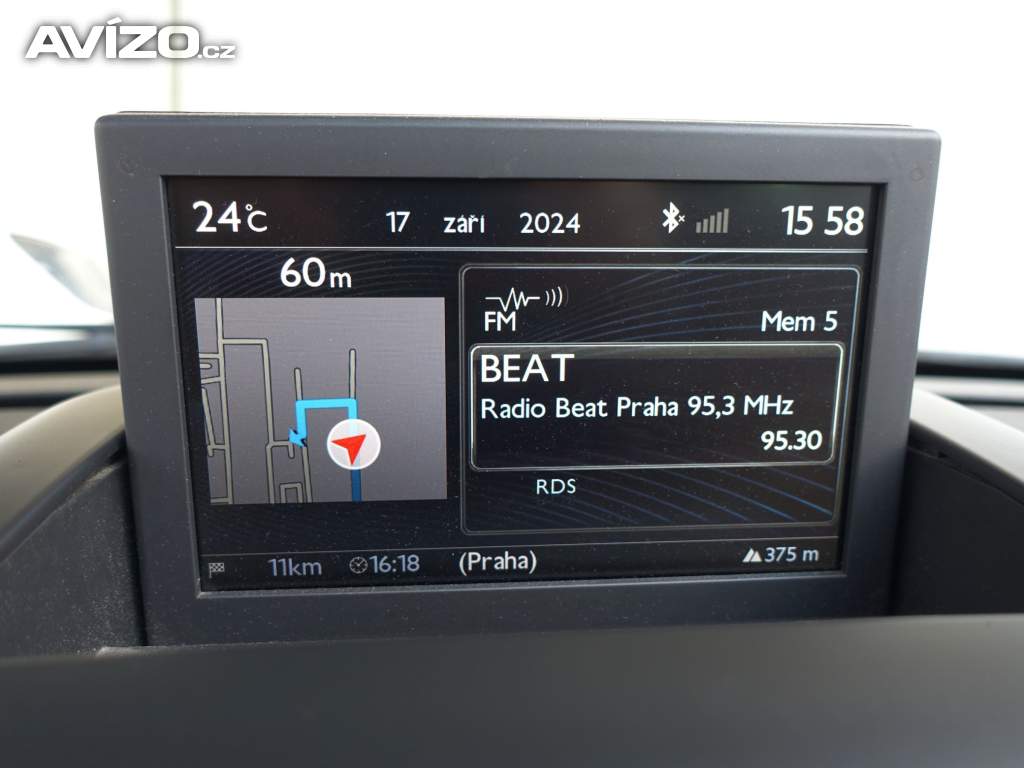 AVÍZO.cz
24°C 17 září 2024 15 58
60m
FM Mem 5
BEAT
Radio Beat Praha 95,3 MHz
95.30
RDS
11km 16:18 (Praha) 375 m